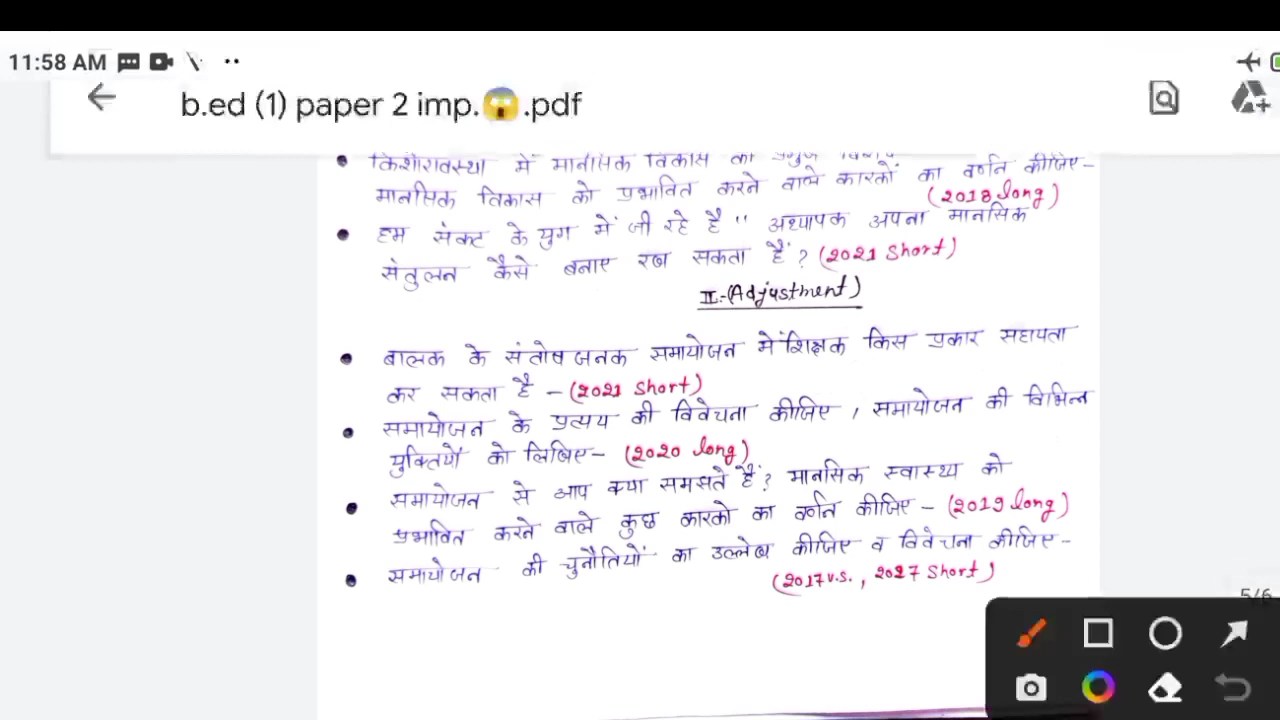 11:58 AM
b.ed (1) paper 2 imp.😱.pdf
किशोरावस्था में मानसिक विकास
मानसिक विकास को प्रभावित करने वाले कारकों का वर्णन कीजिए-
(2018 long)
हम संकट के युग में जी रहे है" अध्यापक अपना मानसिक
संतुलन कैसे बनाए रख सकता है? (2021 Short)
II-(Adjustment)
बालक के संतोषजनक समायोजन में शिक्षक किस प्रकार सहायता
कर सकता है - (2021 Short)
समायोजन के प्रत्यय की विवेचना कीजिए, समायोजन की विभिन्न
युक्तियों को लिखिए- (2020 long)
समायोजन से आप क्या समझते हैं? मानसिक स्वास्थ्य को
प्रभावित करने वाले कुछ कारको का वर्णन कीजिए - (2019 long)
समायोजन की चुनौतियों का उल्लेख कीजिए व विवेचना कीजिए-
(2017 v.s., 2027 Short)
5/6